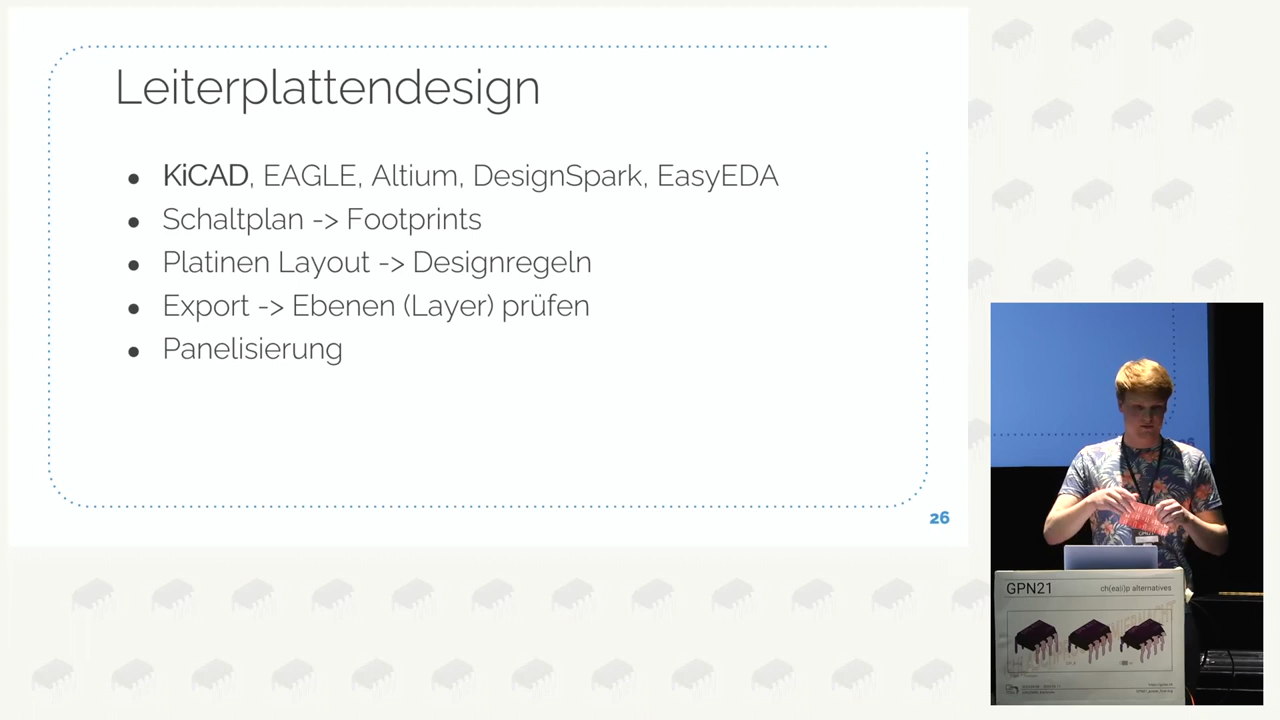 Leiterplattendesign
● KiCAD, EAGLE, Altium, DesignSpark, EasyEDA
● Schaltplan -> Footprints
● Platinen Layout -> Designregeln
● Export -> Ebenen (Layer) prüfen
● Panelisierung
26
26
GPN21
ch(ea|i)p alternatives